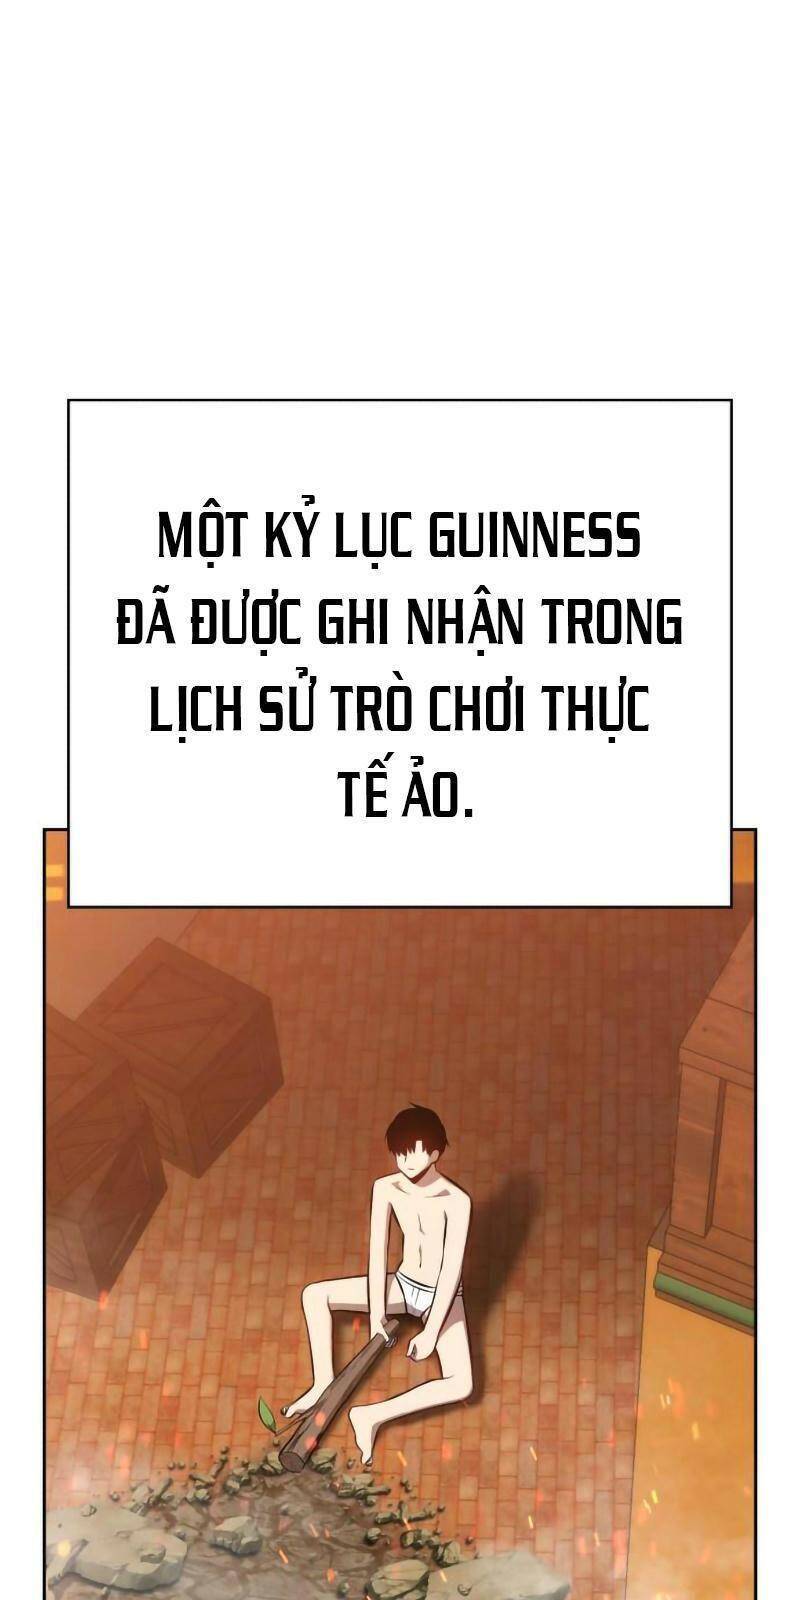 MỘT KỶ LỤC GUINNESS
ĐÃ ĐƯỢC GHI NHẬN TRONG
LỊCH SỬ TRÒ CHƠI THỰC
TẾ ẢO.